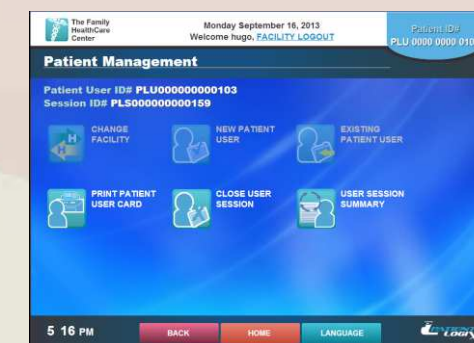 The Family
HealthCare
Center
Monday September 16, 2013
Welcome hugo, FACILITY LOGOUT
Patient ID#
PLU 0000 0000 010
Patient Management
Patient User ID# PLU000000000103
Session ID# PLS000000000159
CHANGE
FACILITY
NEW PATIENT
USER
EXISTING
PATIENT USER
PRINT PATIENT
USER CARD
CLOSE USER
SESSION
USER SESSION
SUMMARY
5 16 PM
BACK
HOME
LANGUAGE